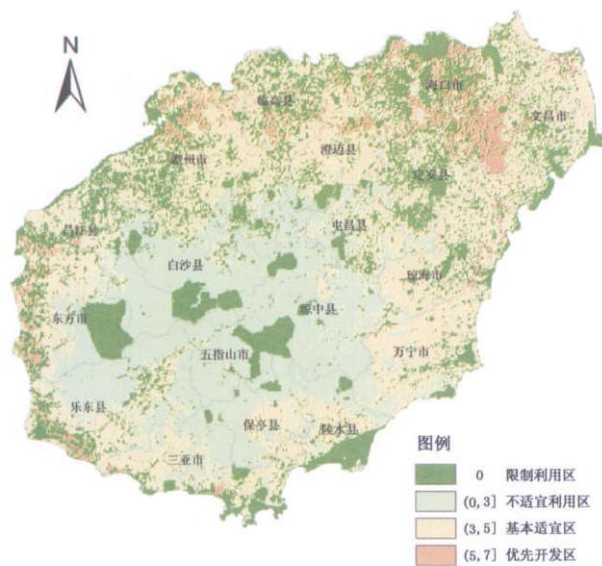 N
海口市
临高县
文昌市
澄迈县
儋州市
定安县
屯昌县
昌江县
白沙县
琼海市
琼中县
东方市
五指山市
万宁市
乐东县
保亭县
陵水县
三亚市
图例
0 限制利用区
(0,3] 不适宜利用区
(3,5] 基本适宜区
(5,7] 优先开发区